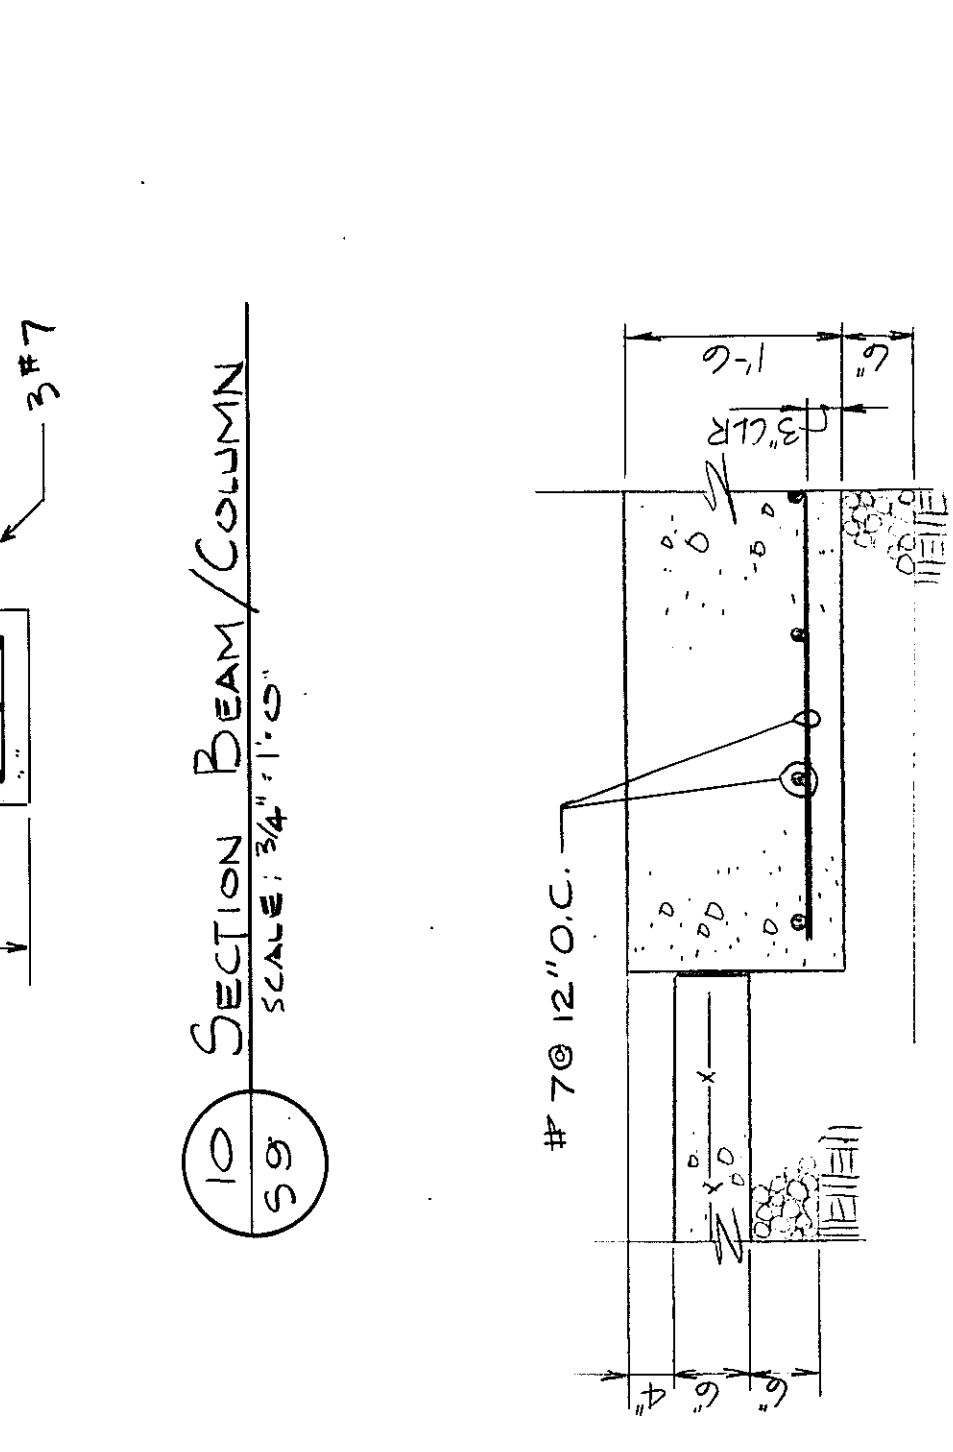 3 #7
10
S9
SECTION BEAM/COLUMN
SCALE: 3/4" = 1'-0"
#7@ 12" O.C.
3" CLR
1'-6
6"
4"
6"
6"